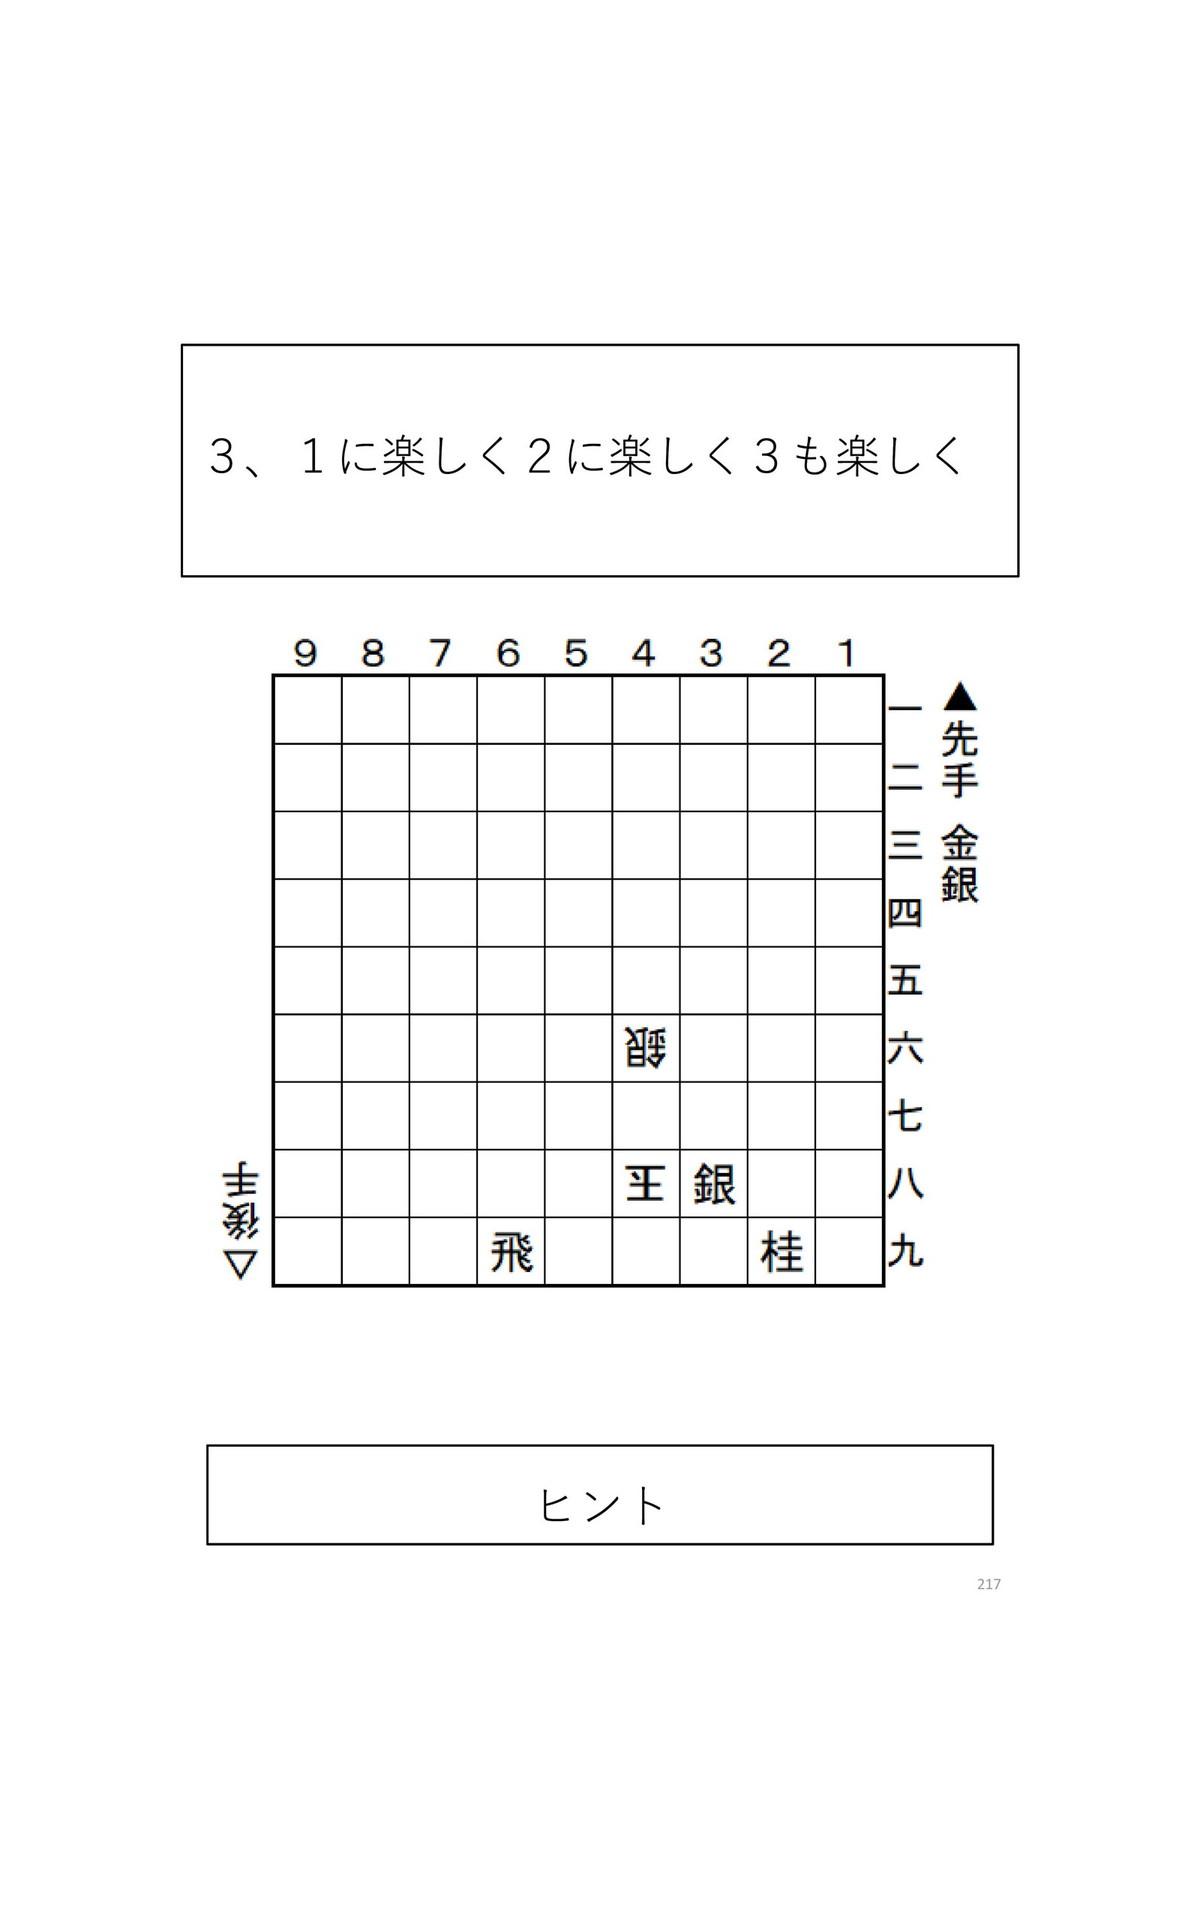 3、1に楽しく2に楽しく3も楽しく
9 8 7 6 5 4 3 2 1
一
二
三
四
五
六
七
八
九
▲先手 金銀
△後手
銀
王 銀
飛 桂
ヒント
217